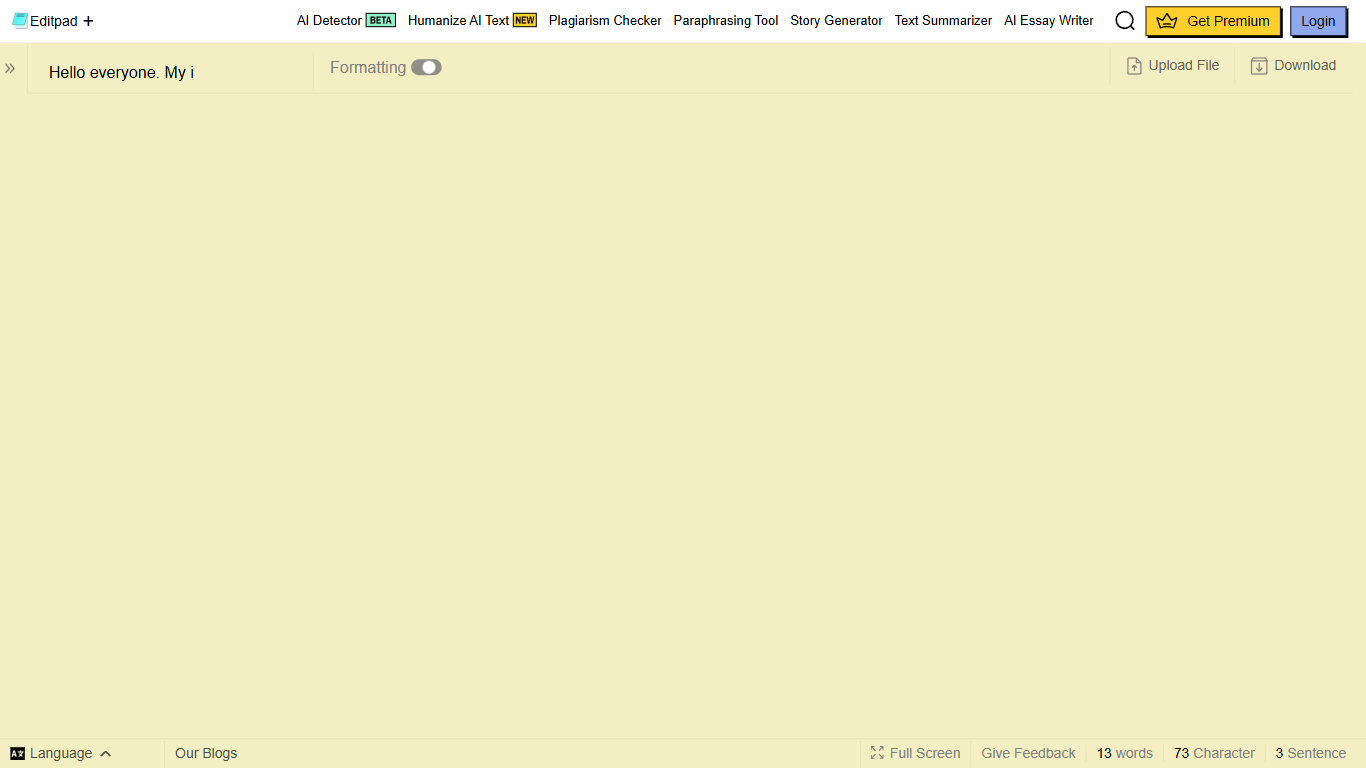 Editpad +
AI Detector BETA
Humanize AI Text NEW
Plagiarism Checker
Paraphrasing Tool
Story Generator
Text Summarizer
AI Essay Writer
Get Premium
Login
Hello everyone. My i
Formatting
Upload File
Download
Language
Our Blogs
Full Screen
Give Feedback
13 words
73 Character
3 Sentence